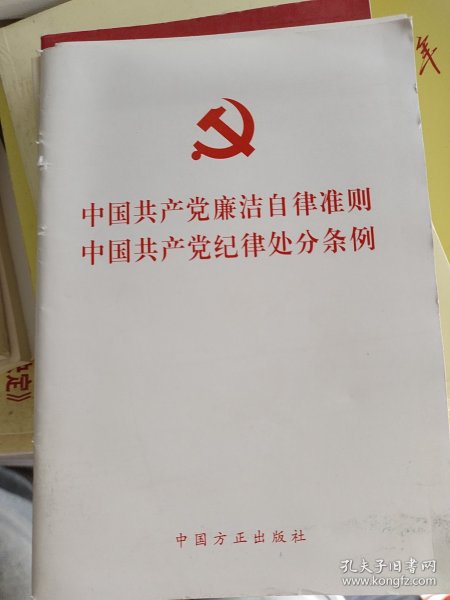 年
中国共产党廉洁自律准则
中国共产党纪律处分条例
定》
中国方正出版社
孔夫子旧书网
www.kongfz.com